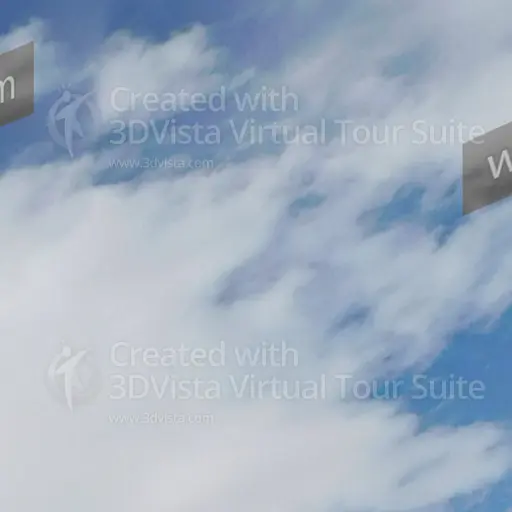 m
Created with
3DVista Virtual Tour Suite
www.3dvista.com
w
Created with
3DVista Virtual Tour Suite
www.3dvista.com